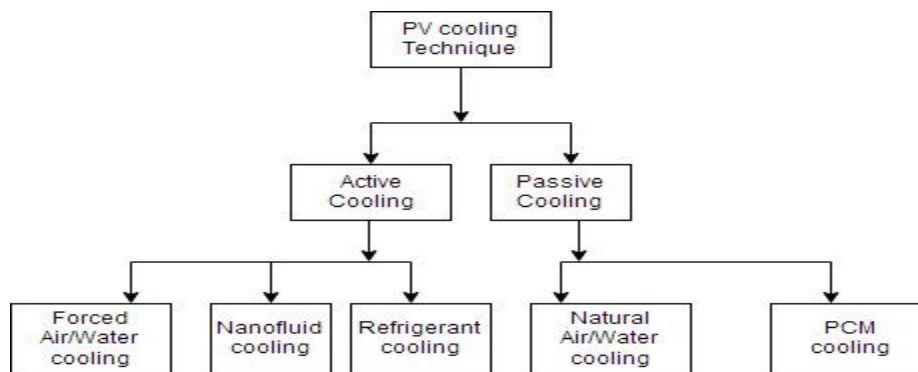 PV cooling
Technique
Active
Cooling
Passive
Cooling
Forced
Air/Water
cooling
Nanofluid
cooling
Refrigerant
cooling
Natural
Air/Water
cooling
PCM
cooling